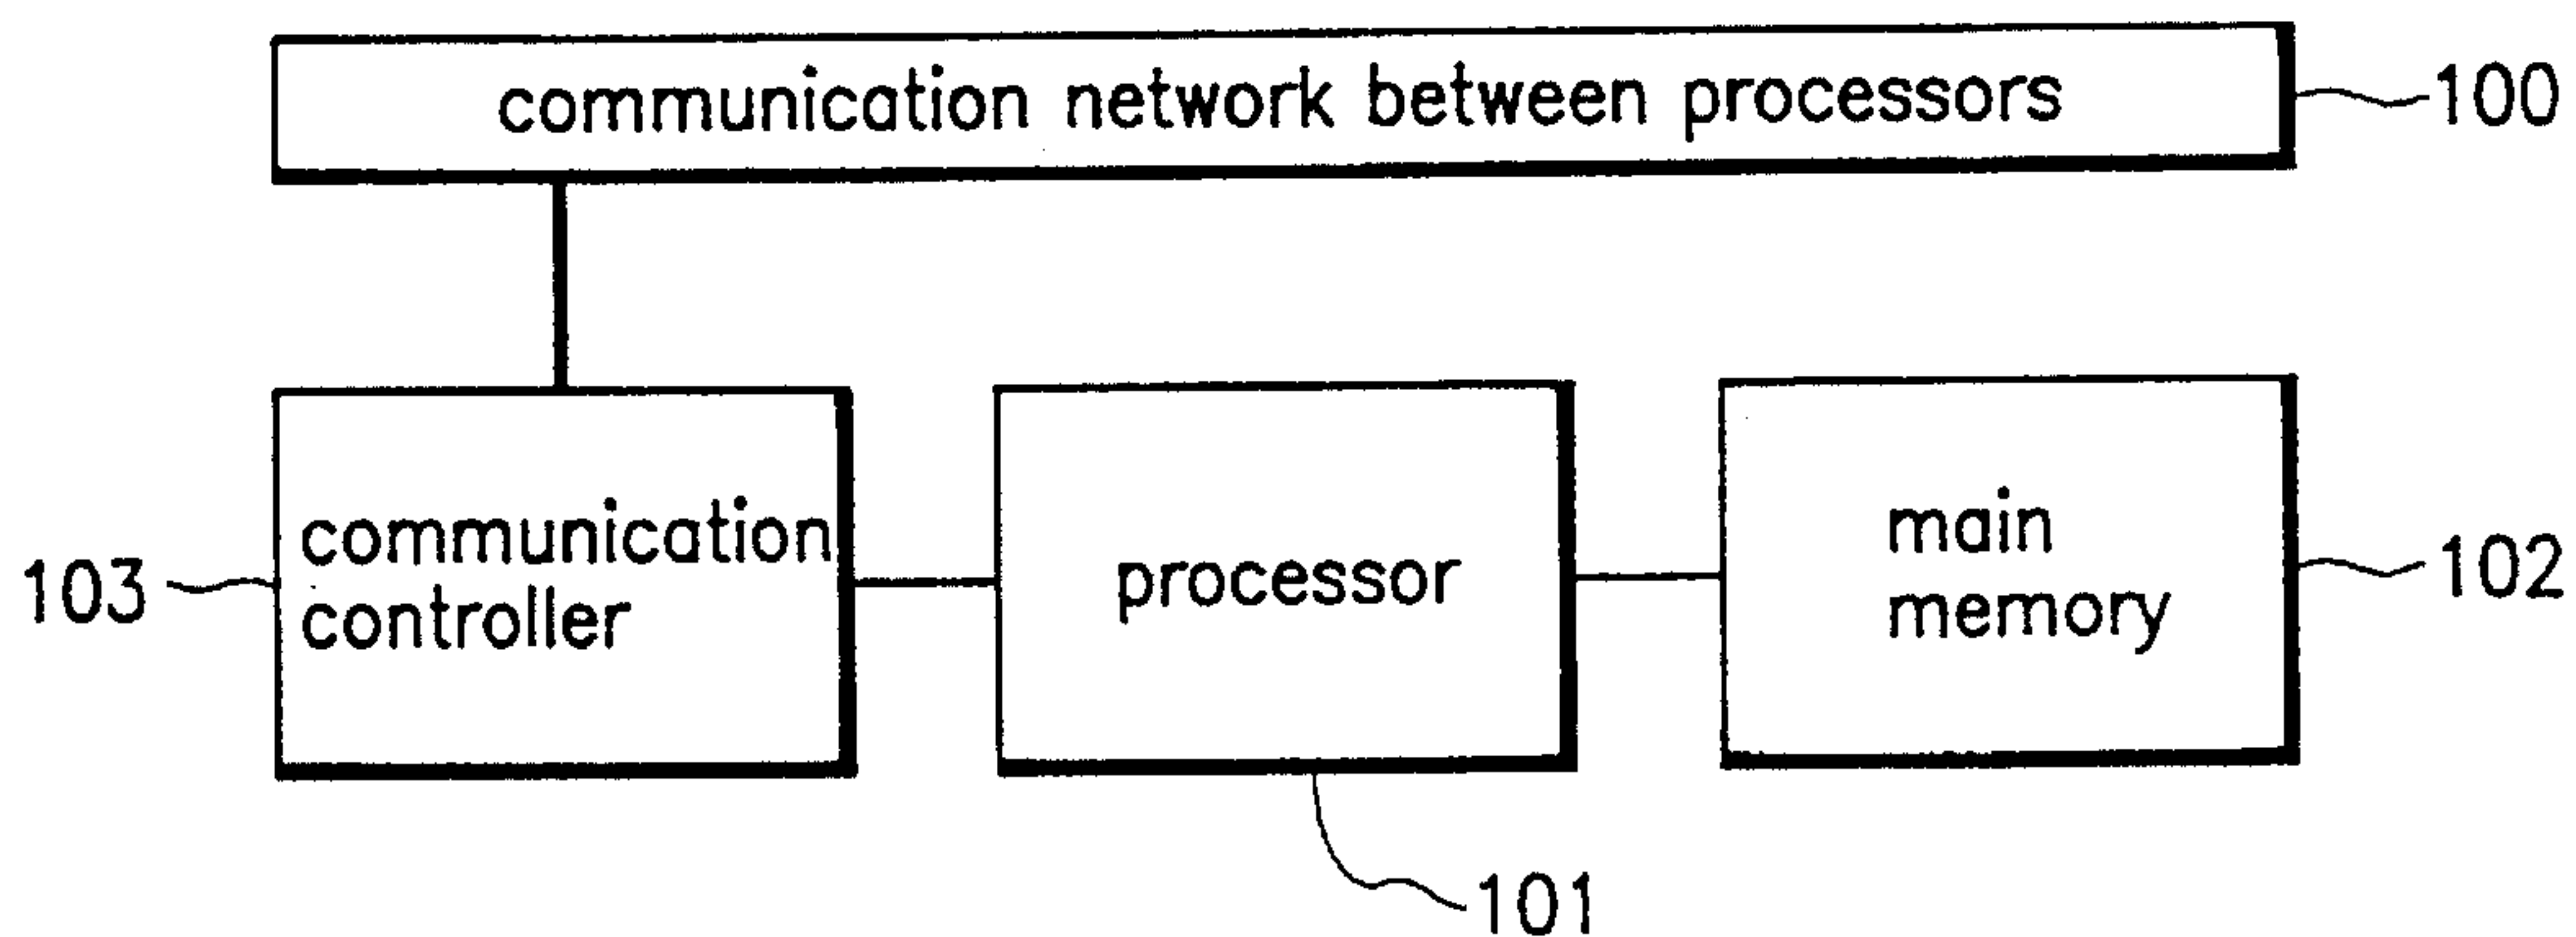 communication network between processors
100
103
communication
controller
processor
main
memory
102
101